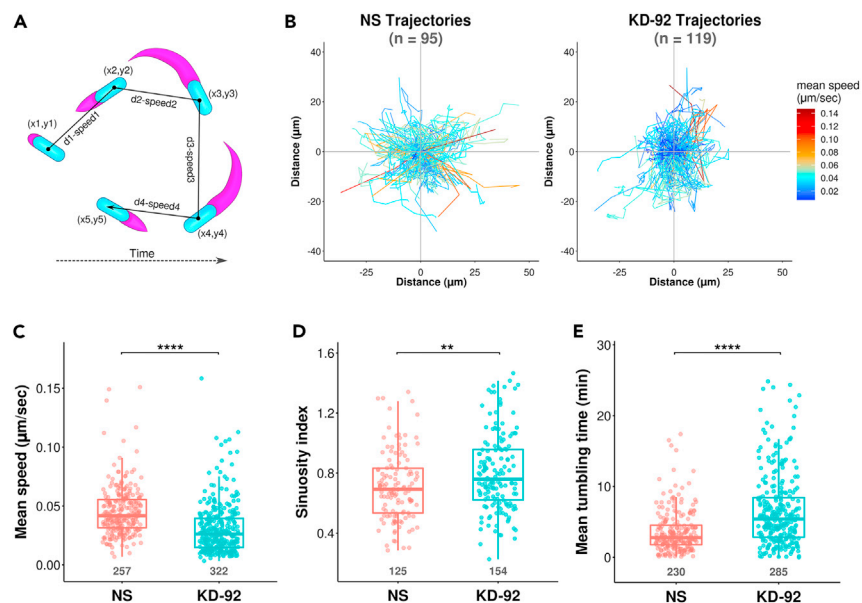 A
(x1,y1)
(x2,y2)
(x3,y3)
(x4,y4)
(x5,y5)
d1-speed1
d2-speed2
d3-speed3
d4-speed4
Time
B
NS Trajectories
(n = 95)
KD-92 Trajectories
(n = 119)
Distance (µm)
40
20
0
-20
-40
-25
0
25
50
Distance (µm)
Distance (µm)
40
20
0
-20
-40
-25
0
25
50
Distance (µm)
mean speed
(µm/sec)
0.14
0.12
0.10
0.08
0.06
0.04
0.02
C
Mean speed (µm/sec)
0.15
0.10
0.05
0.00
****
257
322
NS
KD-92
D
Sinuosity index
1.6
1.2
0.8
0.4
**
125
154
NS
KD-92
E
Mean tumbling time (min)
30
20
10
0
****
230
285
NS
KD-92